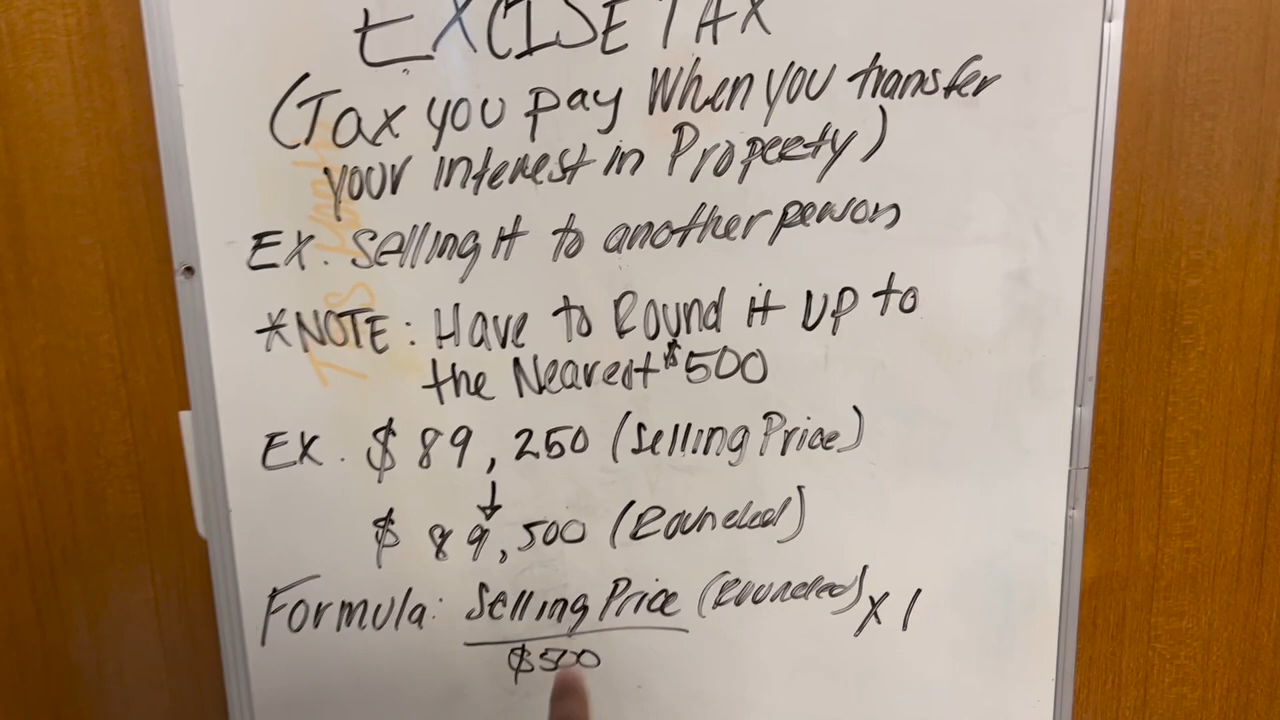 EXCISE TAX
(Tax you pay when you transfer
your interest in Property)
Ex. Selling it to another person
*NOTE: Have to Round it up to
the Nearest $500
EX. $89,250 (Selling Price)
↓
$89,500 (Rounded)
Formula: Selling Price (Rounded) x 1
$500